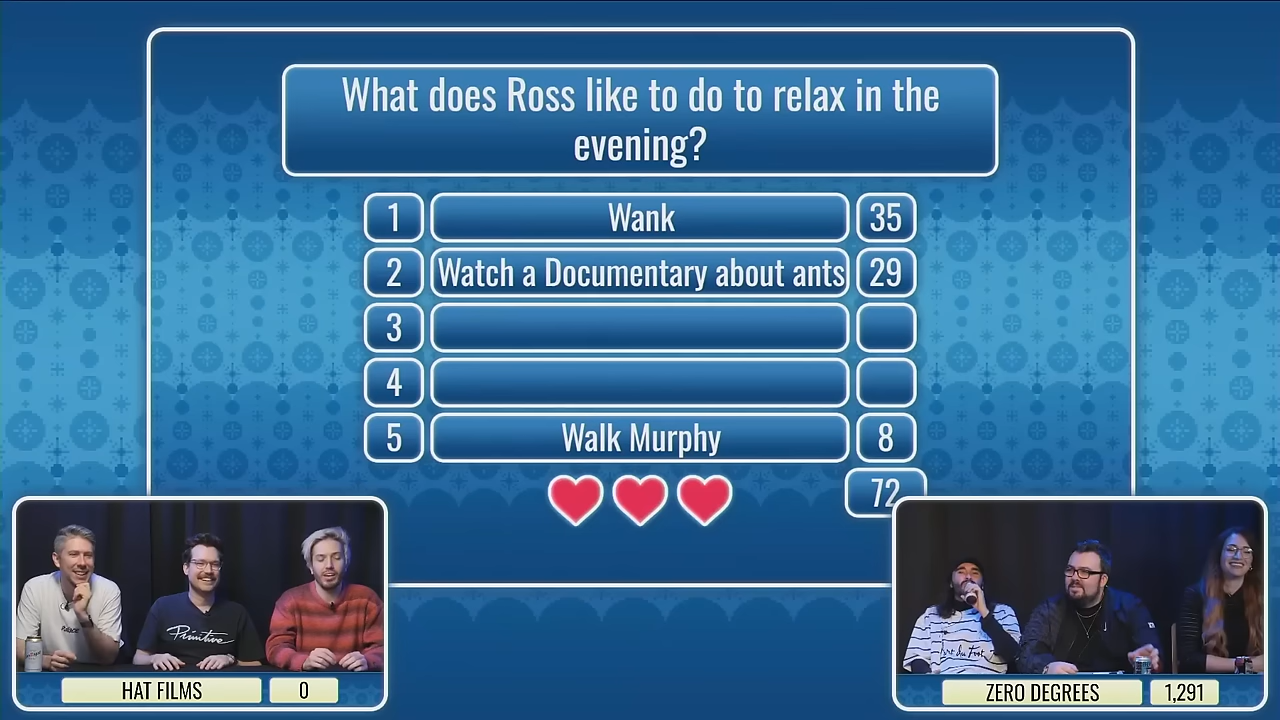 What does Ross like to do to relax in the
evening?
1 Wank 35
2 Watch a Documentary about ants 29
3
4
5 Walk Murphy 8
72
Primitive
HAT FILMS 0
ZERO DEGREES 1,291